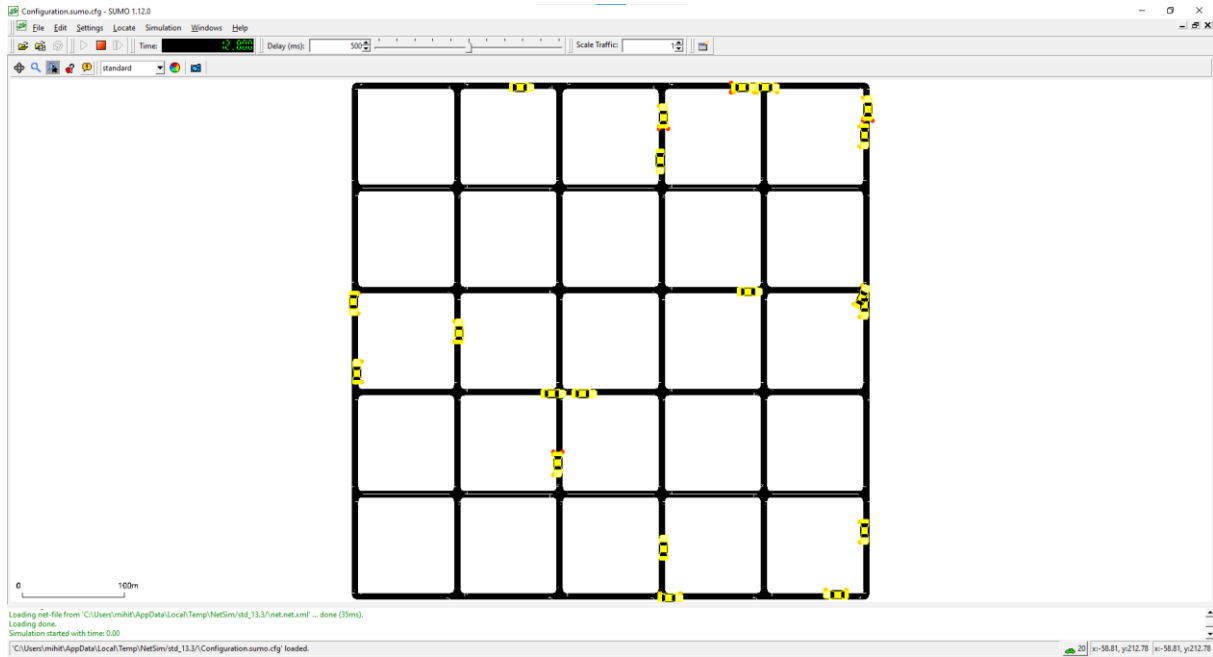 Configuration.sumo.cfg - SUMO 1.12.0
File Edit Settings Locate Simulation Windows Help
Time: 12.800 Delay (ms): 500 Scale Traffic: 1
standard
0 100m
Loading net-file from 'C:\Users\mihit\AppData\Local\Temp\NetSim/std_13.3/\net.net.xml' ... done (35ms).
Loading done.
Simulation started with time: 0.00
'C:\Users\mihit\AppData\Local\Temp\NetSim/std_13.3/\Configuration.sumo.cfg' loaded. 20 x:-58.81, y:212.78 x:-58.81, y:212.78